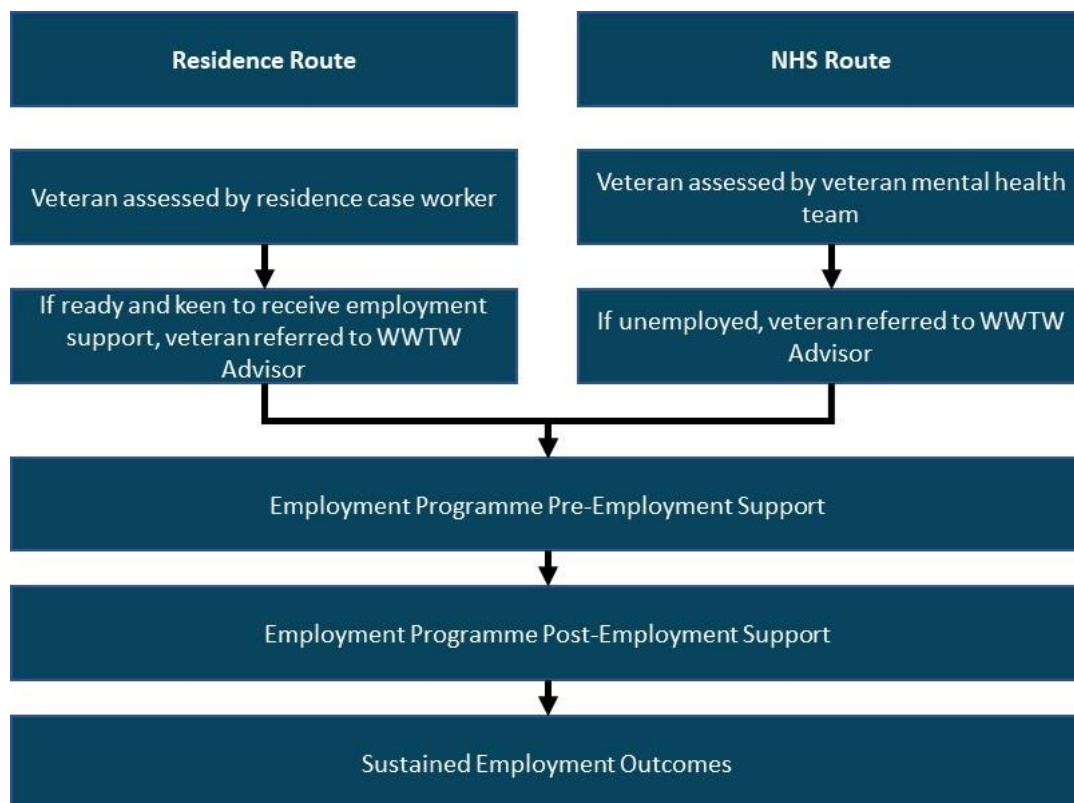 Residence Route
NHS Route
Veteran assessed by residence case worker
Veteran assessed by veteran mental health
team
If ready and keen to receive employment
support, veteran referred to WWTW
Advisor
If unemployed, veteran referred to WWTW
Advisor
Employment Programme Pre-Employment Support
Employment Programme Post-Employment Support
Sustained Employment Outcomes